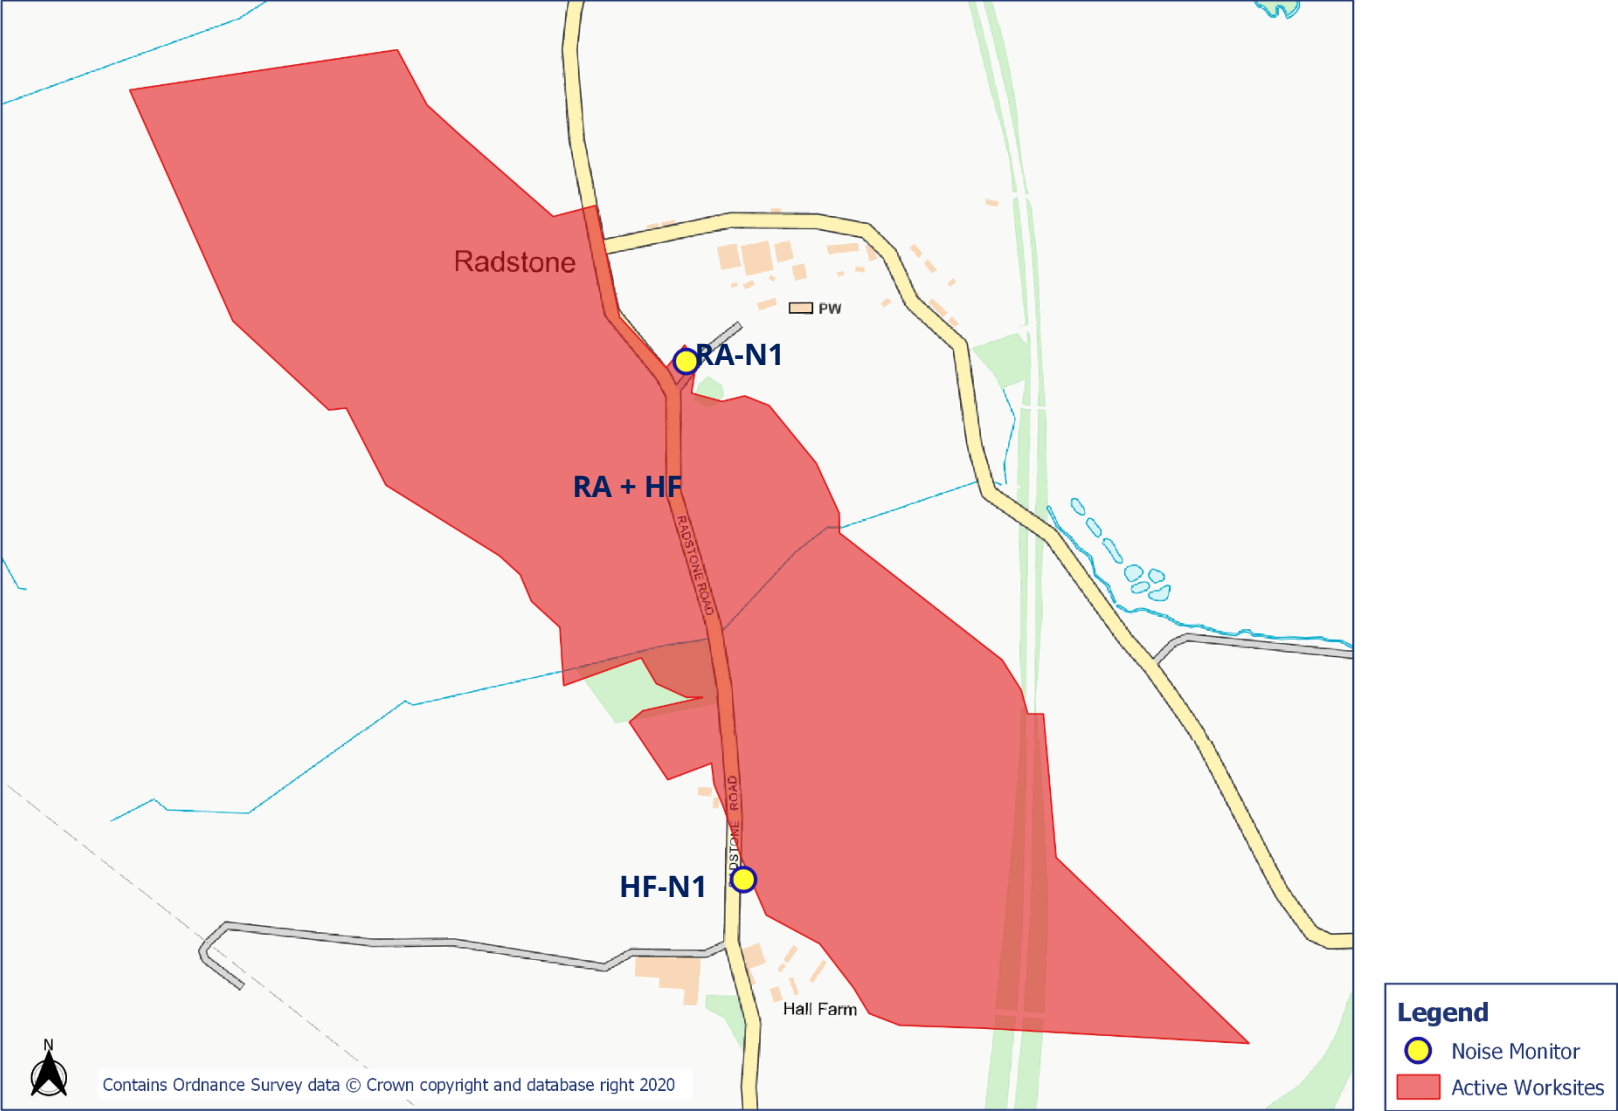 Radstone
PW
RA-N1
RA + HF
RADSTONE ROAD
RADSTONE ROAD
HF-N1
Hall Farm
N
Contains Ordnance Survey data © Crown copyright and database right 2020
Legend
Noise Monitor
Active Worksites